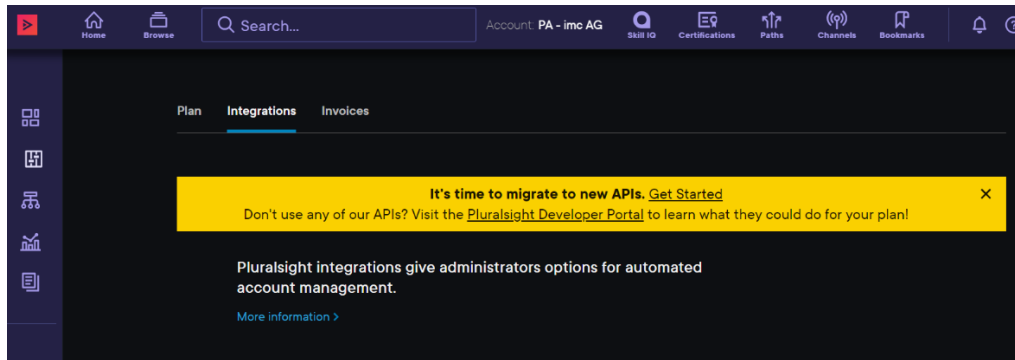 Home
Browse
Search...
Account: PA - imc AG
Skill IQ
Certifications
Paths
Channels
Bookmarks
Plan
Integrations
Invoices
It's time to migrate to new APIs. Get Started
Don't use any of our APIs? Visit the Pluralsight Developer Portal to learn what they could do for your plan!
Pluralsight integrations give administrators options for automated
account management.
More information >